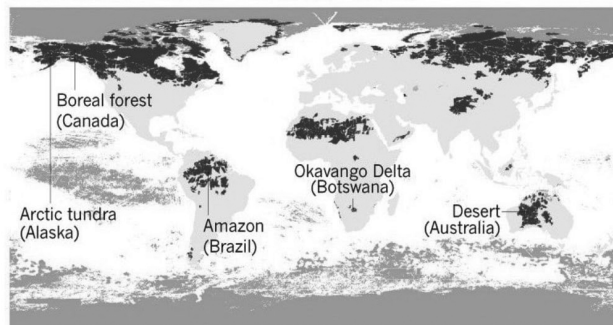 Boreal forest
(Canada)
Okavango Delta
(Botswana)
Arctic tundra
(Alaska)
Amazon
(Brazil)
Desert
(Australia)